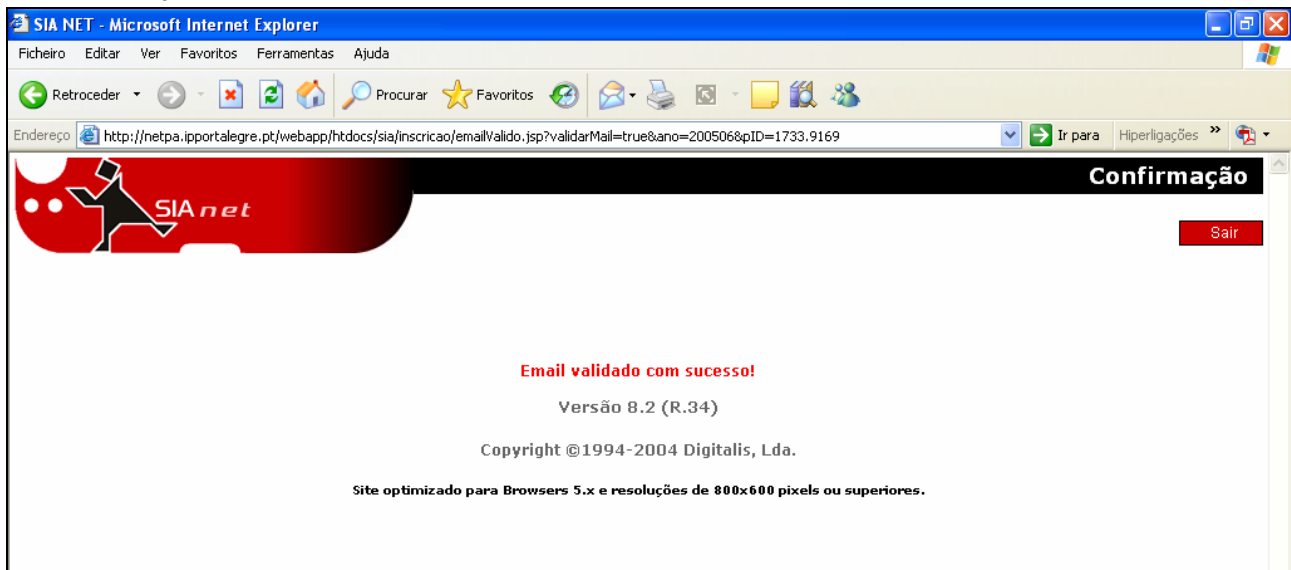 SIA NET - Microsoft Internet Explorer
Ficheiro Editar Ver Favoritos Ferramentas Ajuda
Retroceder Procurar Favoritos
Endereço http://netpa.ipportalegre.pt/webapp/htdocs/sia/inscricao/emailValido.jsp?validarMail=true&ano=200506&pID=1733.9169 Ir para Hiperligações »
Confirmação
SIA net
Sair
Email validado com sucesso!
Versão 8.2 (R.34)
Copyright ©1994-2004 Digitalis, Lda.
Site optimizado para Browsers 5.x e resoluções de 800x600 pixels ou superiores.